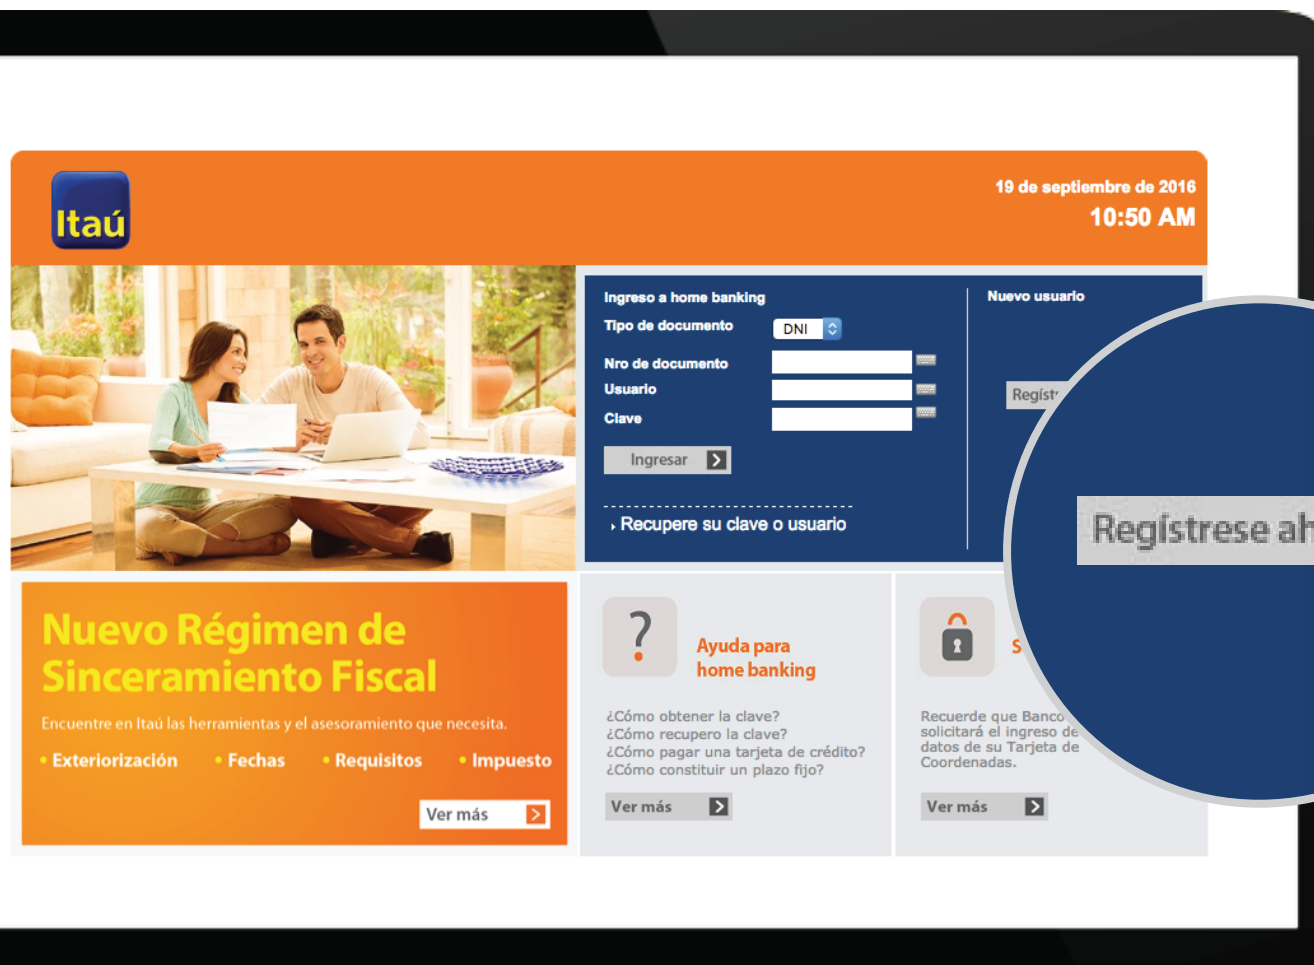 Itaú
19 de septiembre de 2016
10:50 AM
Ingreso a home banking
Tipo de documento
DNI
Nro de documento
Usuario
Clave
Ingresar
Recupere su clave o usuario
Nuevo usuario
Regístrese
Nuevo Régimen de
Sinceramiento Fiscal
Encuentre en Itaú las herramientas y el asesoramiento que necesita.
• Exteriorización • Fechas • Requisitos • Impuesto
Ver más
Ayuda para
home banking
¿Cómo obtener la clave?
¿Cómo recupero la clave?
¿Cómo pagar una tarjeta de crédito?
¿Cómo constituir un plazo fijo?
Ver más
Recuerde que Banco
solicitará el ingreso de
datos de su Tarjeta de
Coordenadas.
Ver más